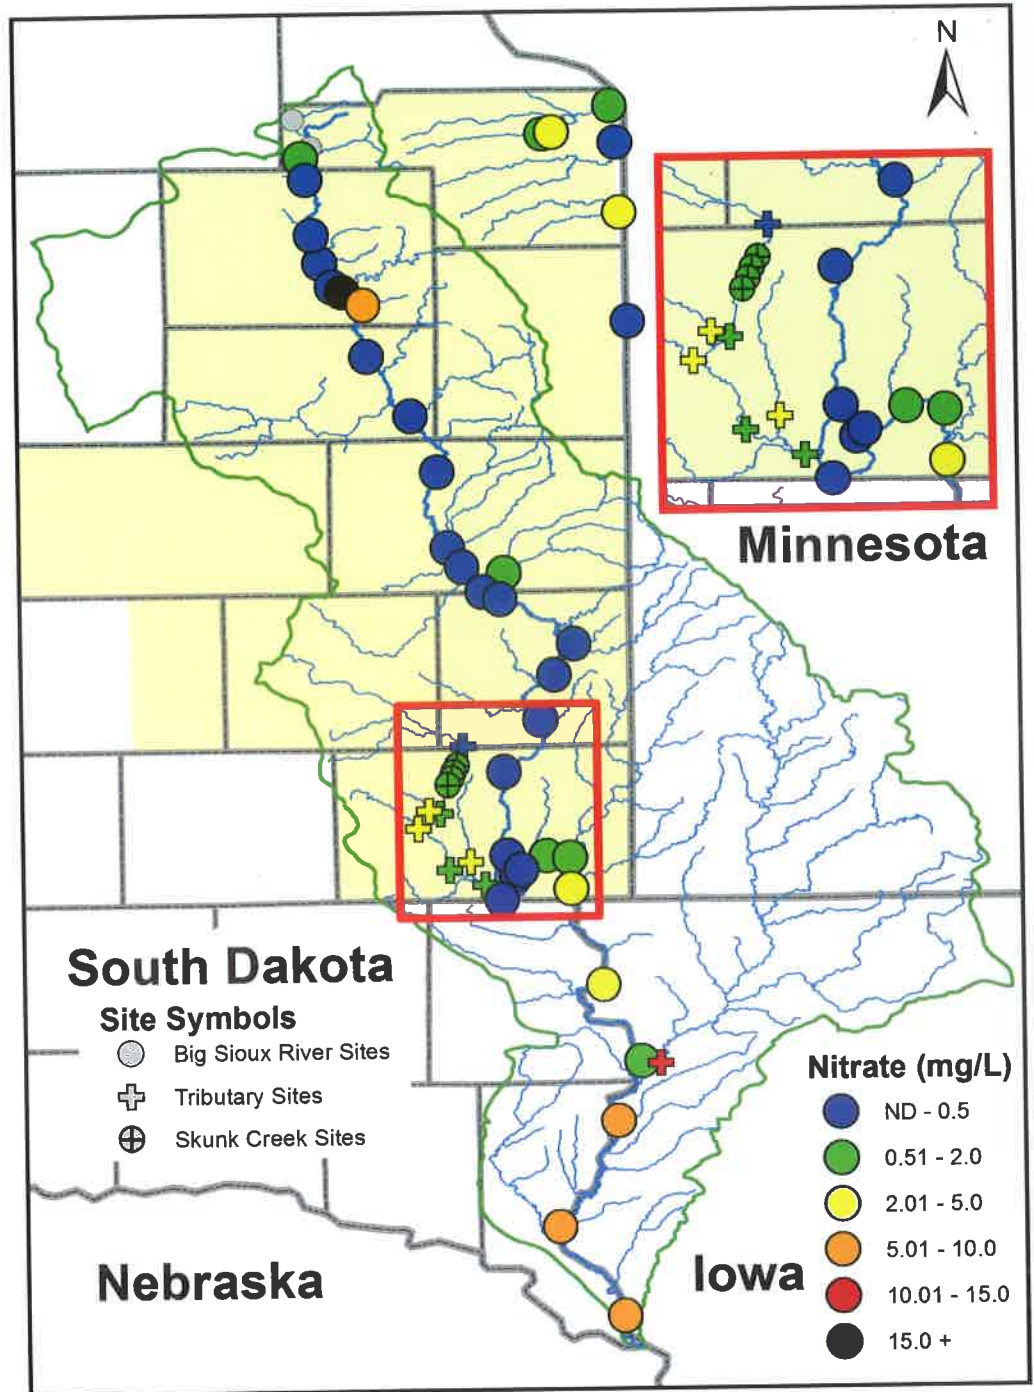 N
Minnesota
South Dakota
Site Symbols
Big Sioux River Sites
Tributary Sites
Skunk Creek Sites
Nitrate (mg/L)
ND - 0.5
0.51 - 2.0
2.01 - 5.0
5.01 - 10.0
10.01 - 15.0
15.0 +
Nebraska
Iowa